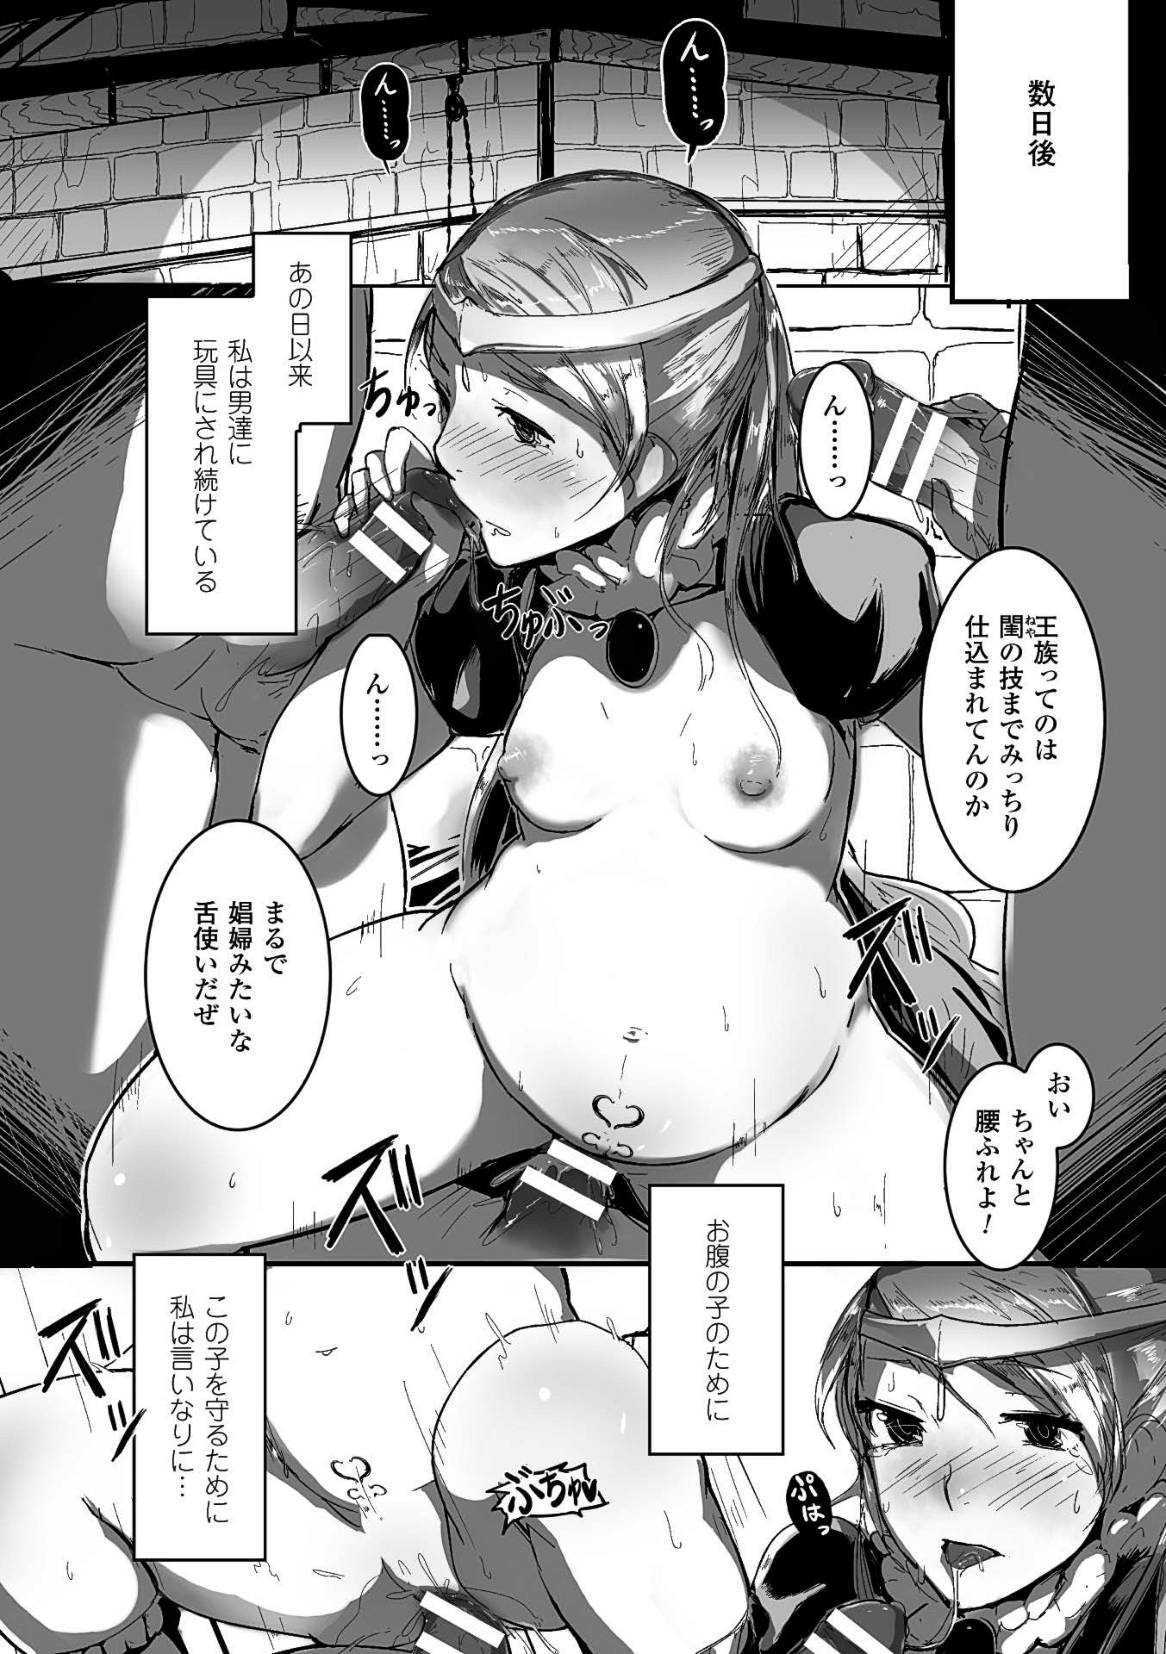 数日後
ん……っ
ん……っ
あの日以来
私は男達に
玩具にされ続けている
ちゅっ
ん……っ
王族ってのは
閨の技までみっちり
ねや
仕込まれてんのか
ちゅぶっ
ん……っ
まるで
娼婦みたいな
舌使いだぜ
ズッ
おい
ちゃんと
腰ふれよ！
ズッ
お腹の子のために
ぷはっ
この子を守るために
私は言いなりに…
ズッ
ぶちゅ♥